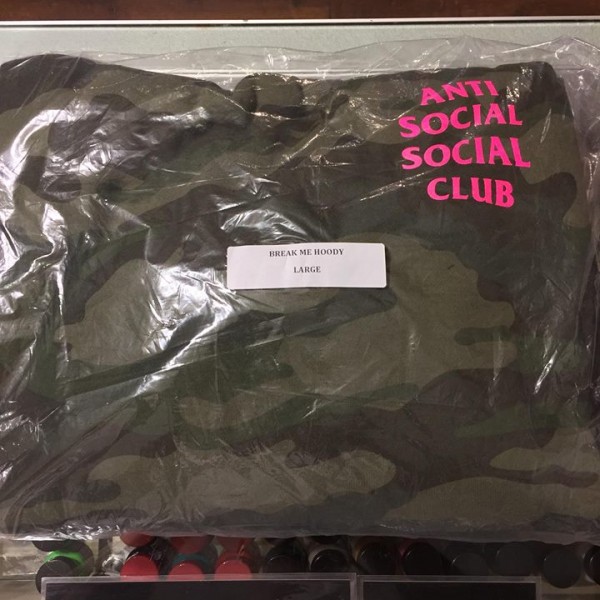 ANTI
SOCIAL
SOCIAL
CLUB
BREAK ME HOODY
LARGE